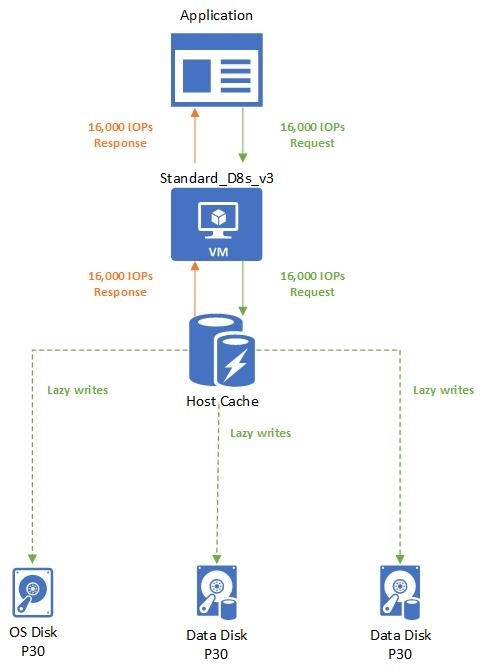 Application
16,000 IOPs
Response
16,000 IOPs
Request
Standard_D8s_v3
VM
16,000 IOPs
Response
16,000 IOPs
Request
Host Cache
Lazy writes
Lazy writes
Lazy writes
OS Disk
P30
Data Disk
P30
Data Disk
P30